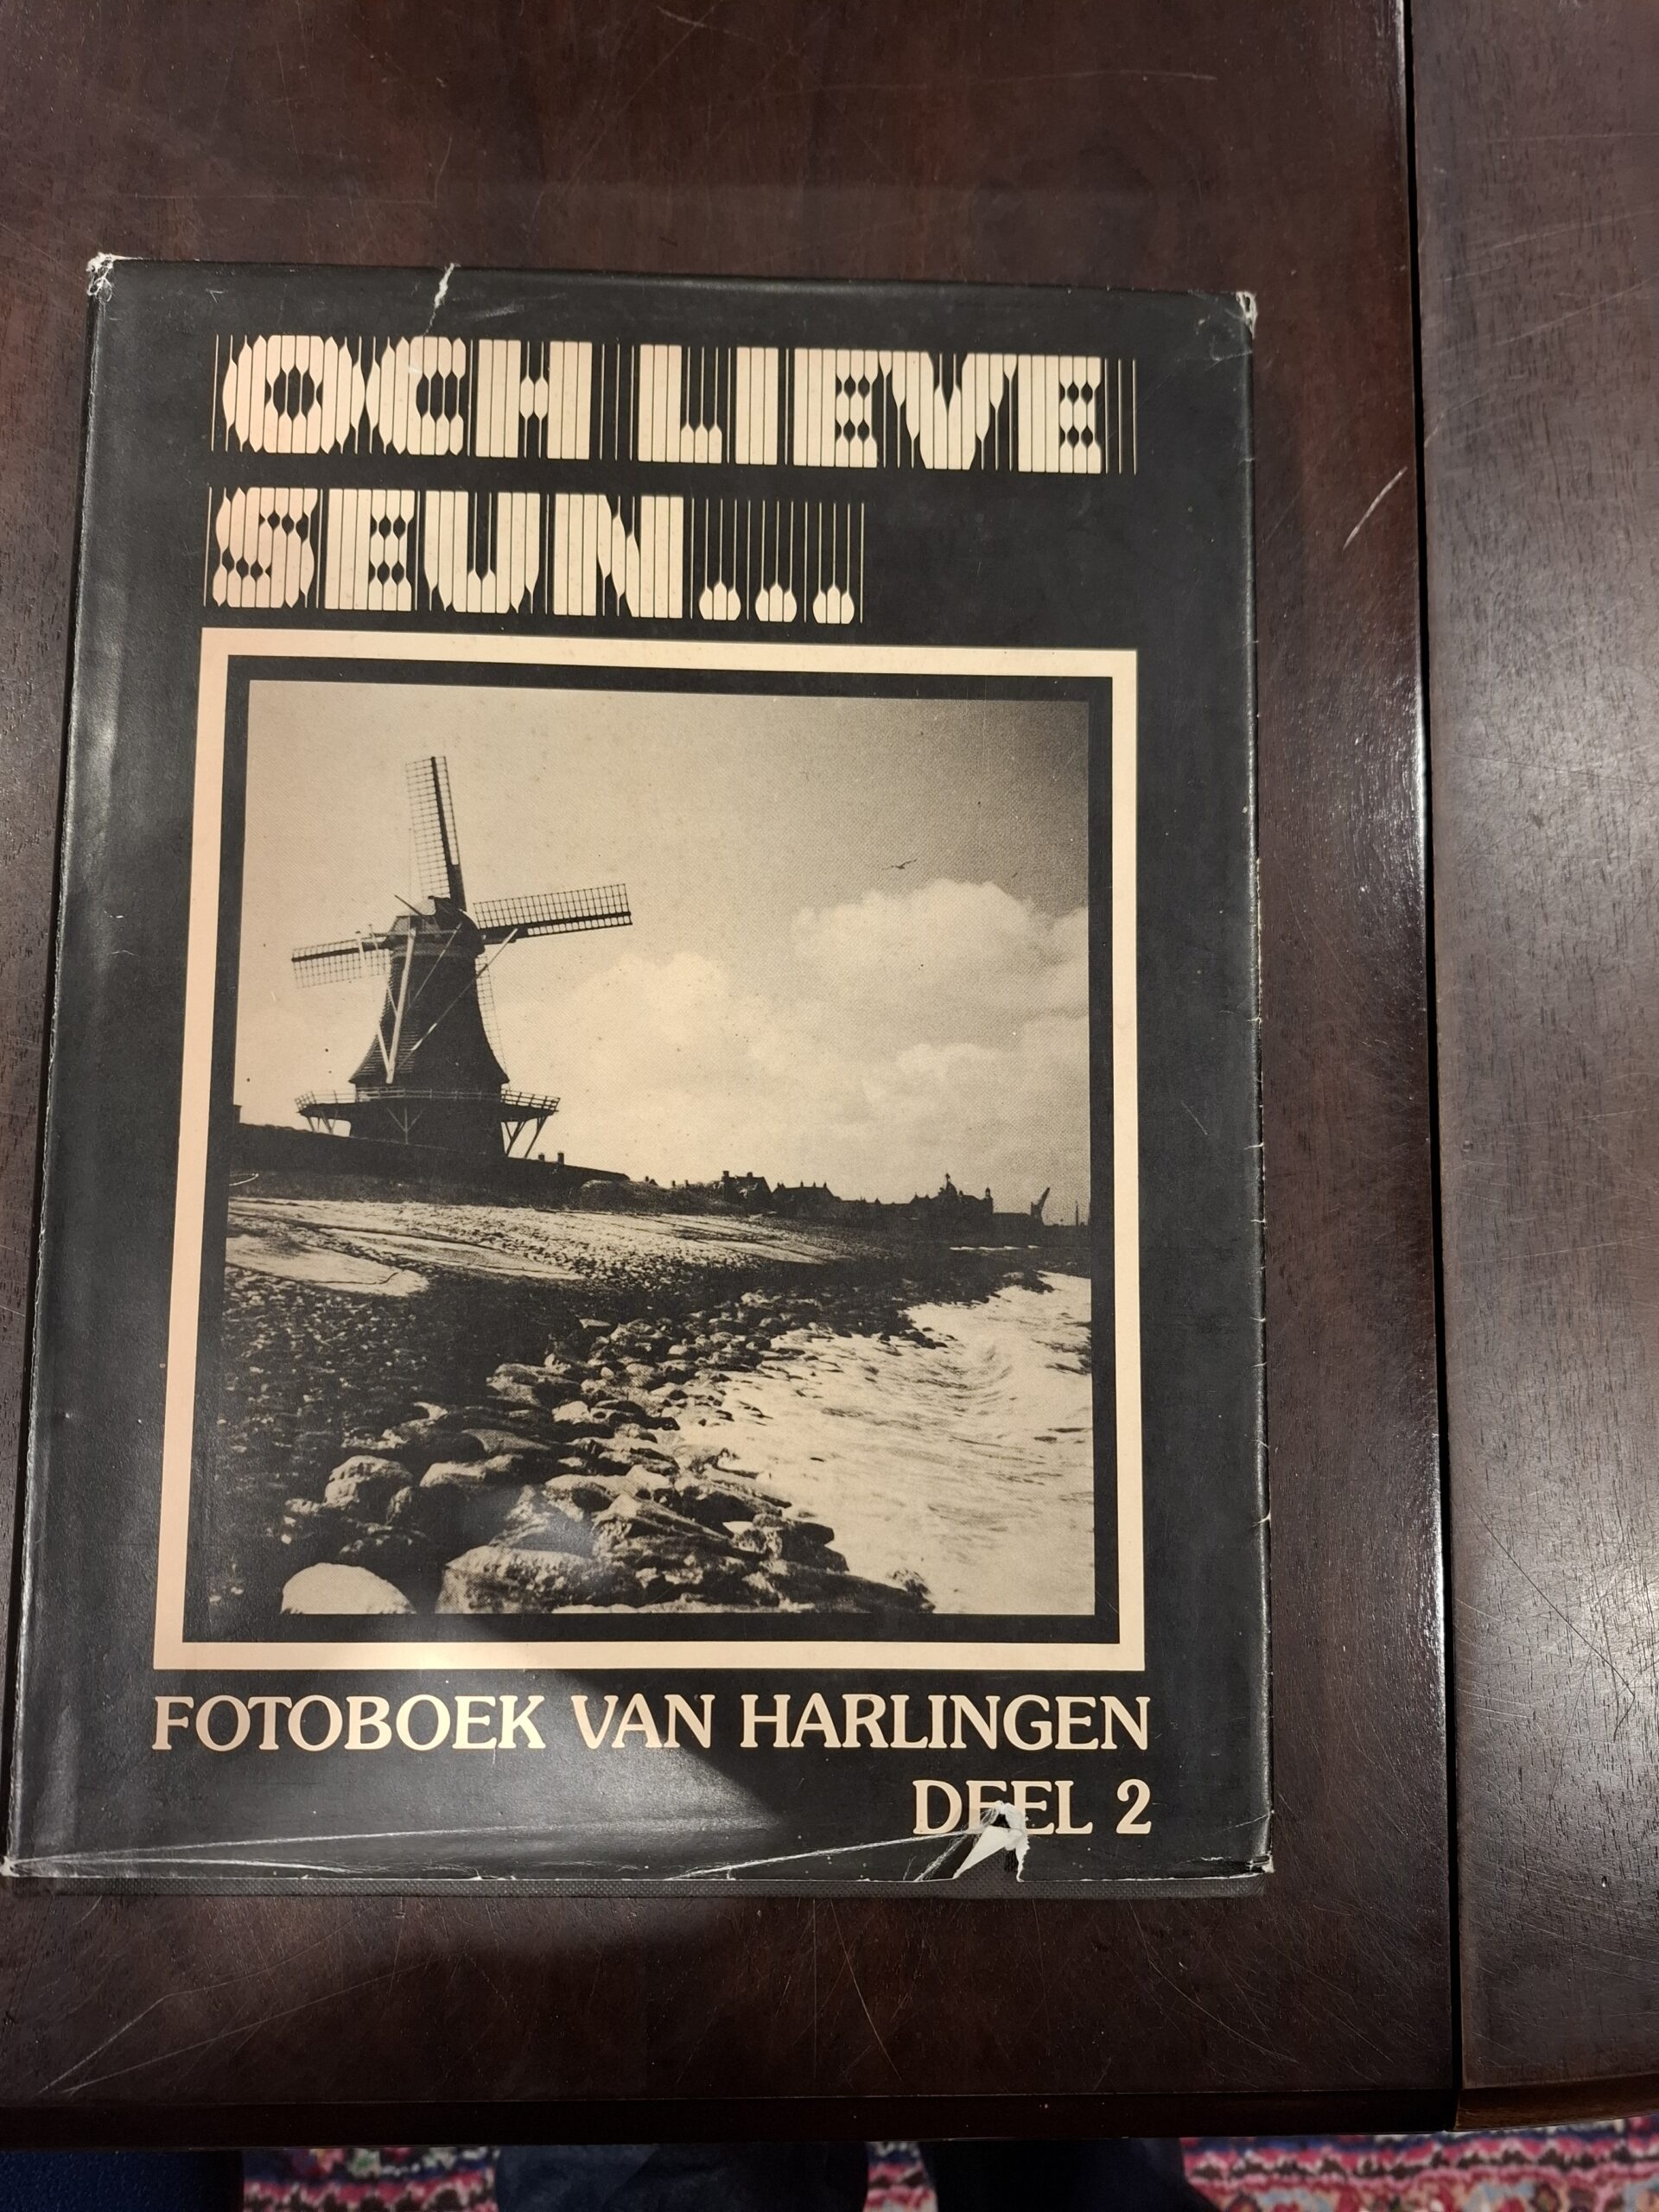 OCH LIEVE
SEUN...
FOTOBOEK VAN HARLINGEN
DEEL 2